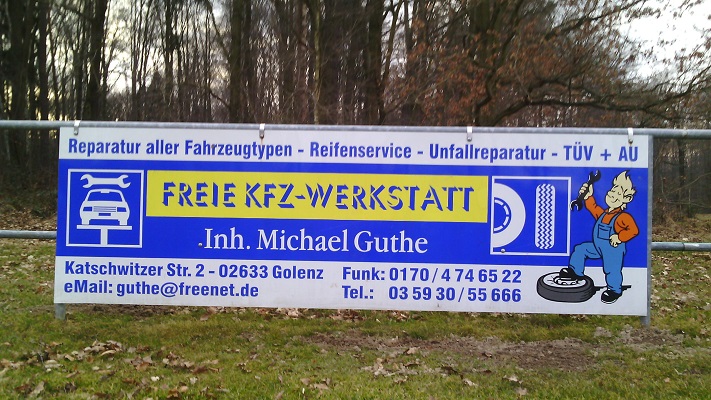 Reparatur aller Fahrzeugtypen - Reifenservice - Unfallreparatur - TÜV + AU
FREIE KFZ-WERKSTATT
Inh. Michael Guthe
Katschwitzer Str. 2 - 02633 Golenz Funk: 0170 / 4 74 65 22
eMail: guthe@freenet.de Tel.: 03 59 30 / 55 666